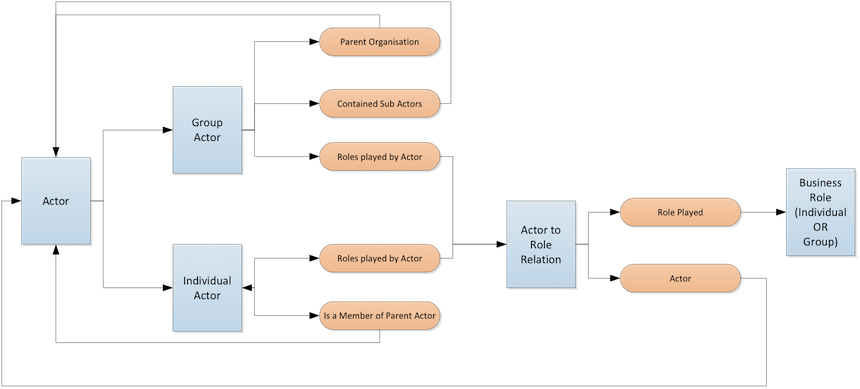 Parent Organisation
Contained Sub Actors
Group
Actor
Roles played by Actor
Actor
Individual
Actor
Roles played by Actor
Is a Member of Parent Actor
Actor to
Role
Relation
Role Played
Actor
Business
Role
(Individual
OR
Group)